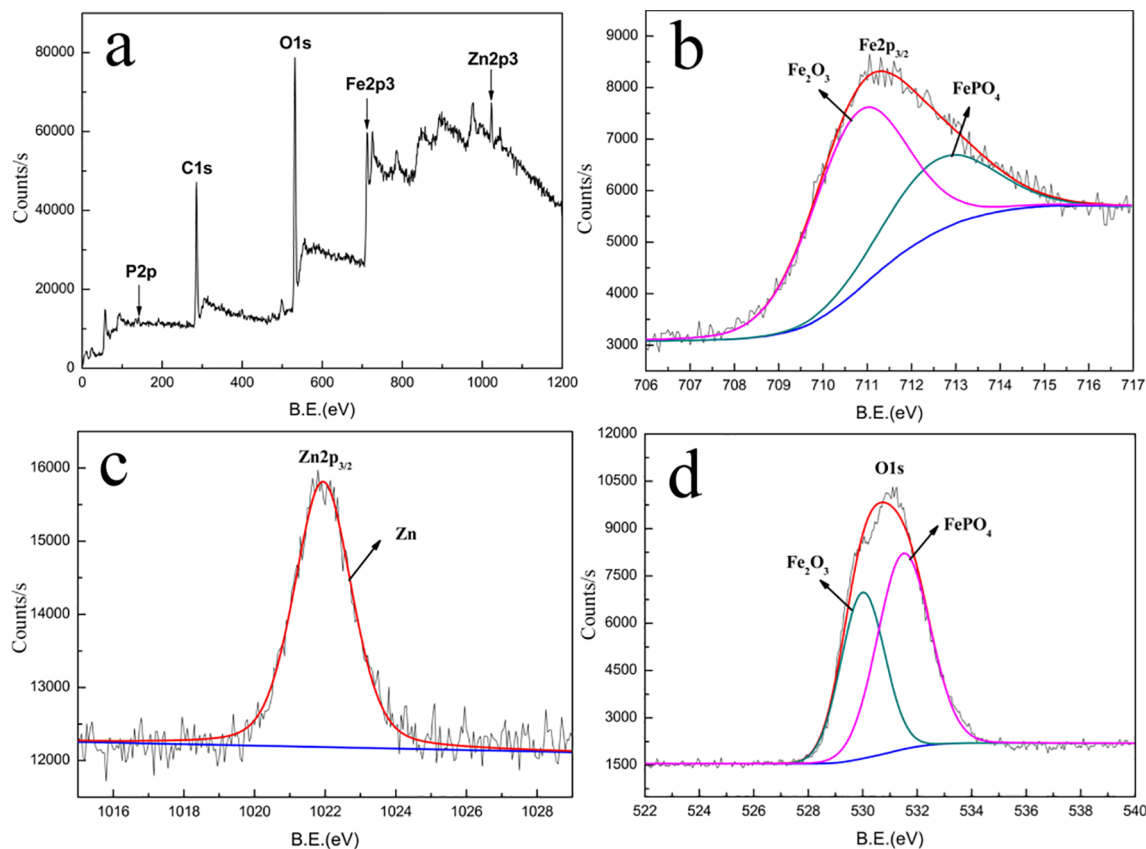 a
O1s
Zn2p3
Fe2p3
C1s
P2p
80000
60000
40000
20000
0
Counts/s
0 200 400 600 800 1000 1200
B.E.(eV)
b
Fe2p3/2
Fe2O3
FePO4
9000
8000
7000
6000
5000
4000
3000
Counts/s
706 707 708 709 710 711 712 713 714 715 716 717
B.E.(eV)
c
Zn2p3/2
Zn
16000
15000
14000
13000
12000
Counts/s
1016 1018 1020 1022 1024 1026 1028
B.E.(eV)
d
O1s
FePO4
Fe2O3
12000
10500
9000
7500
6000
4500
3000
1500
Counts/s
522 524 526 528 530 532 534 536 538 540
B.E.(eV)